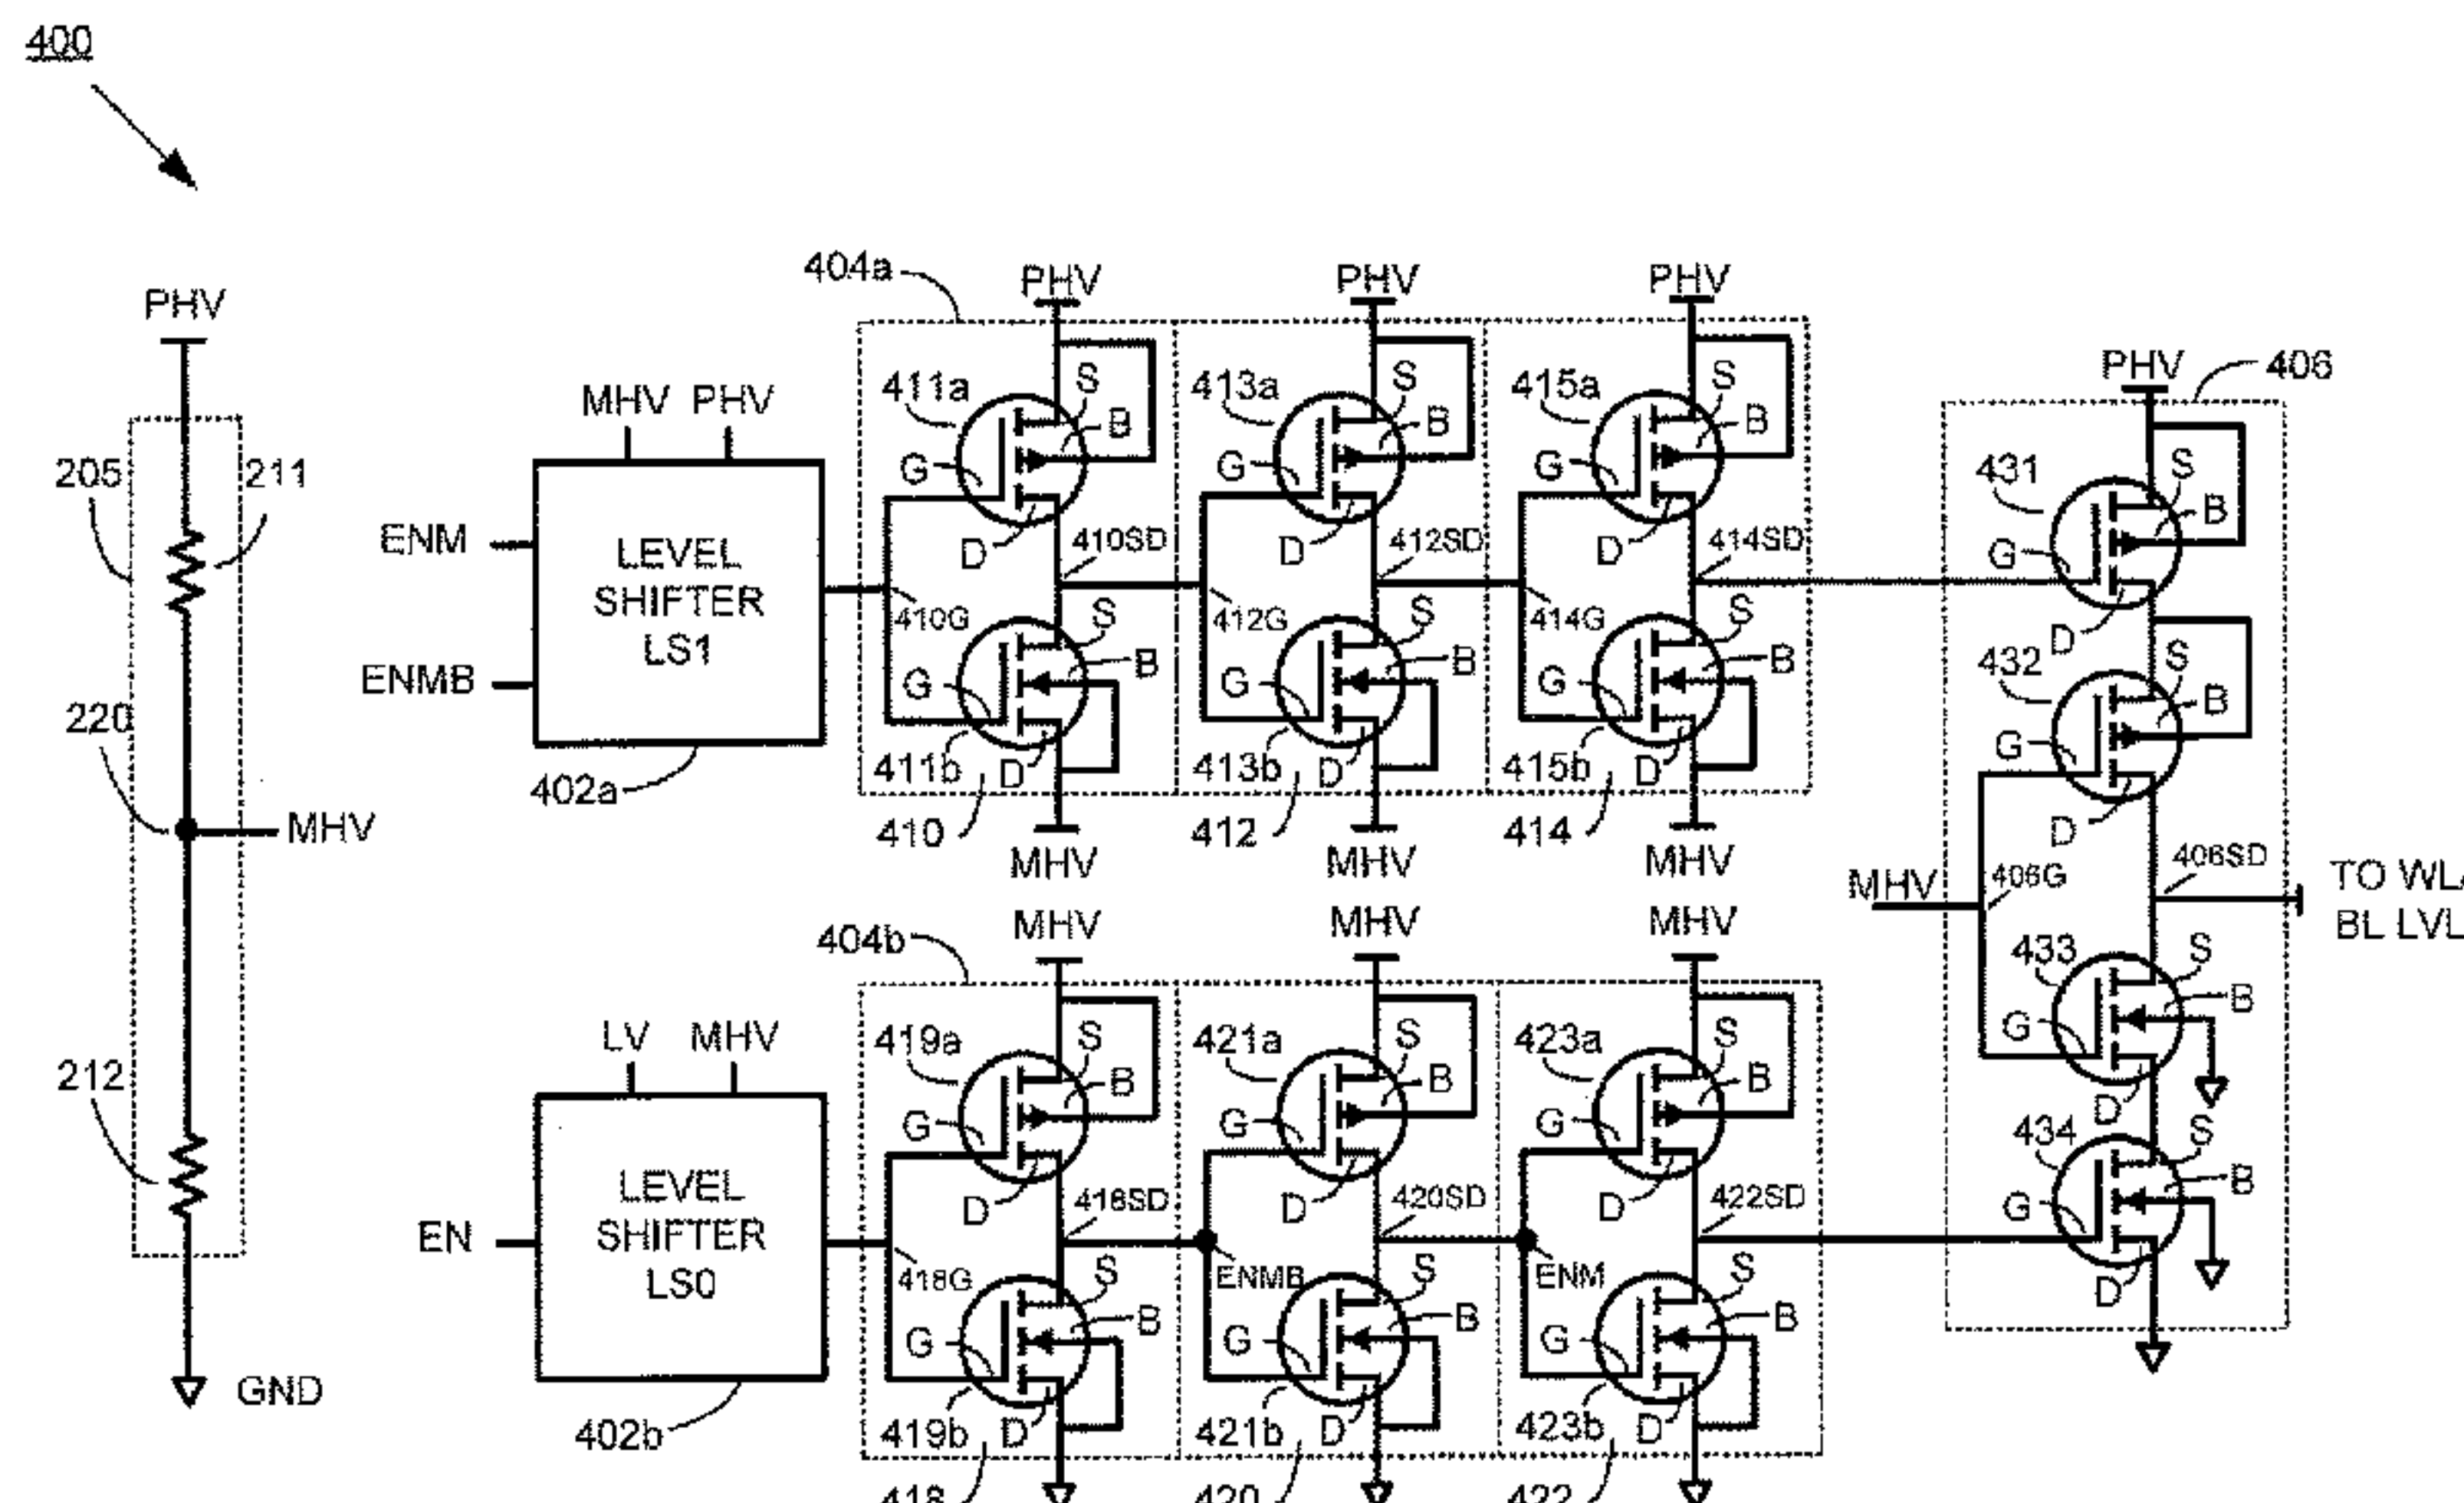 400
PHV
205
211
220
MHV
212
GND
MHV PHV
ENM
ENMB
LEVEL
SHIFTER
LS1
402a
404a
PHV
411a
S
B
G
D
410SD
410G
S
B
G
411b
D
410
MHV
PHV
413a
S
B
G
D
412SD
412G
S
B
G
413b
D
412
MHV
PHV
415a
S
B
G
D
414SD
414G
S
B
G
415b
D
414
MHV
LV MHV
EN
LEVEL
SHIFTER
LS0
402b
404b
MHV
419a
S
B
G
D
418SD
418G
S
B
G
419b
D
418
MHV
421a
S
B
G
D
420SD
ENMB
S
B
G
421b
D
420
MHV
423a
S
B
G
D
422SD
ENM
S
B
G
423b
D
422
PHV
406
431
S
B
G
D
432
S
B
G
D
MHV
406G
406SD
TO WL/
BL LVL
433
S
B
G
D
434
S
B
G
D